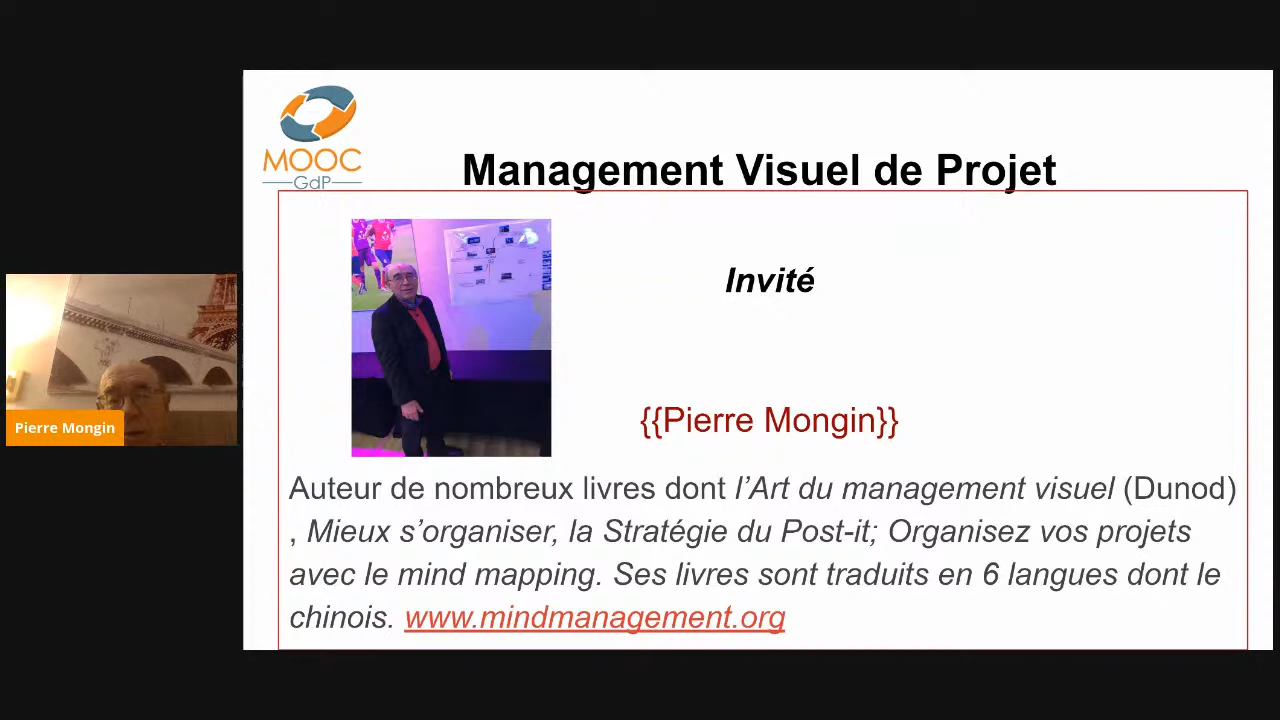 MOOC
GdP
Management Visuel de Projet
Invité
{{Pierre Mongin}}
Pierre Mongin
Auteur de nombreux livres dont l’Art du management visuel (Dunod)
, Mieux s’organiser, la Stratégie du Post-it; Organisez vos projets
avec le mind mapping. Ses livres sont traduits en 6 langues dont le
chinois. www.mindmanagement.org